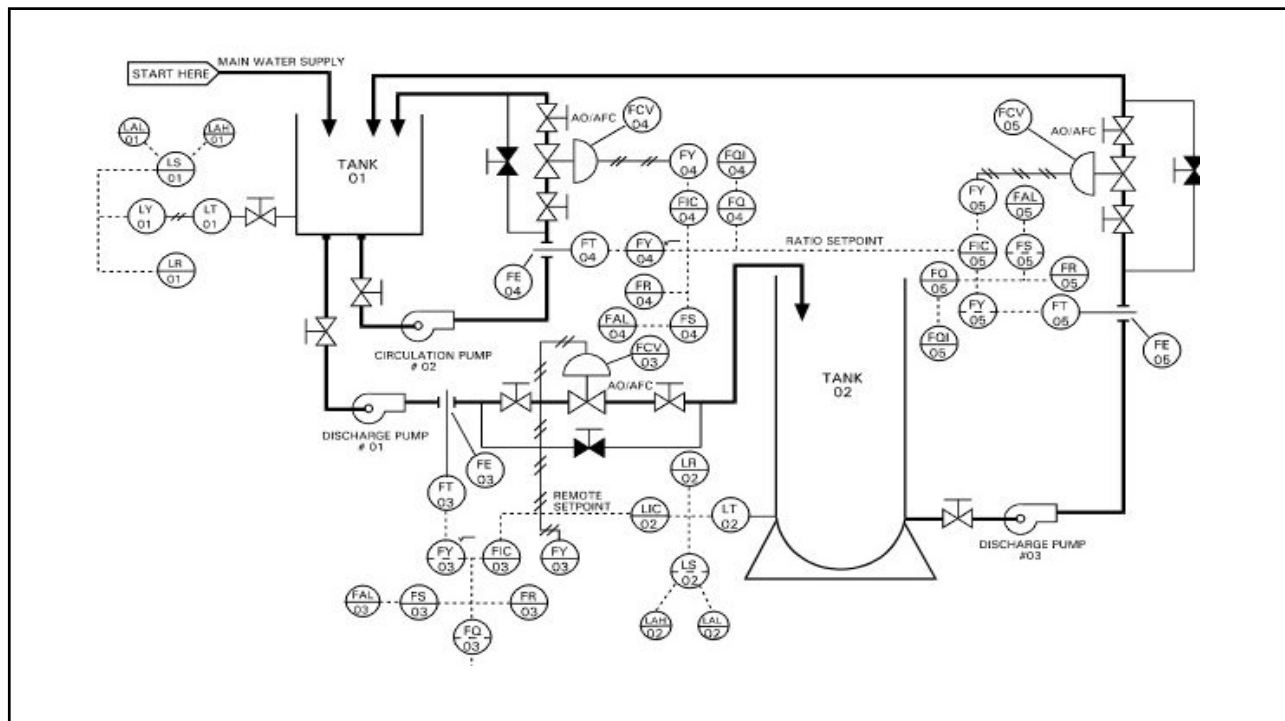 MAIN WATER SUPPLY
START HERE
AO/AFC
FCV
04
FCV
05
AO/AFC
LAL
01
LAH
01
LS
01
TANK
01
FY
04
FQI
04
FY
05
FAL
05
FIC
04
FQ
04
LY
01
LT
01
FT
04
FY
04
RATIO SETPOINT
FIC
05
FS
05
LR
01
FE
04
FR
04
FQ
05
FR
05
FAL
04
FS
04
FY
05
FT
05
CIRCULATION PUMP
# 02
FCV
03
FQI
05
FE
05
AO/AFC
TANK
02
DISCHARGE PUMP
# 01
FE
03
LR
02
FT
03
REMOTE
SETPOINT
LIC
02
LT
02
FY
03
FIC
03
FY
03
LS
02
DISCHARGE PUMP
#03
FAL
03
FS
03
FR
03
LAH
02
LAL
02
FQ
03